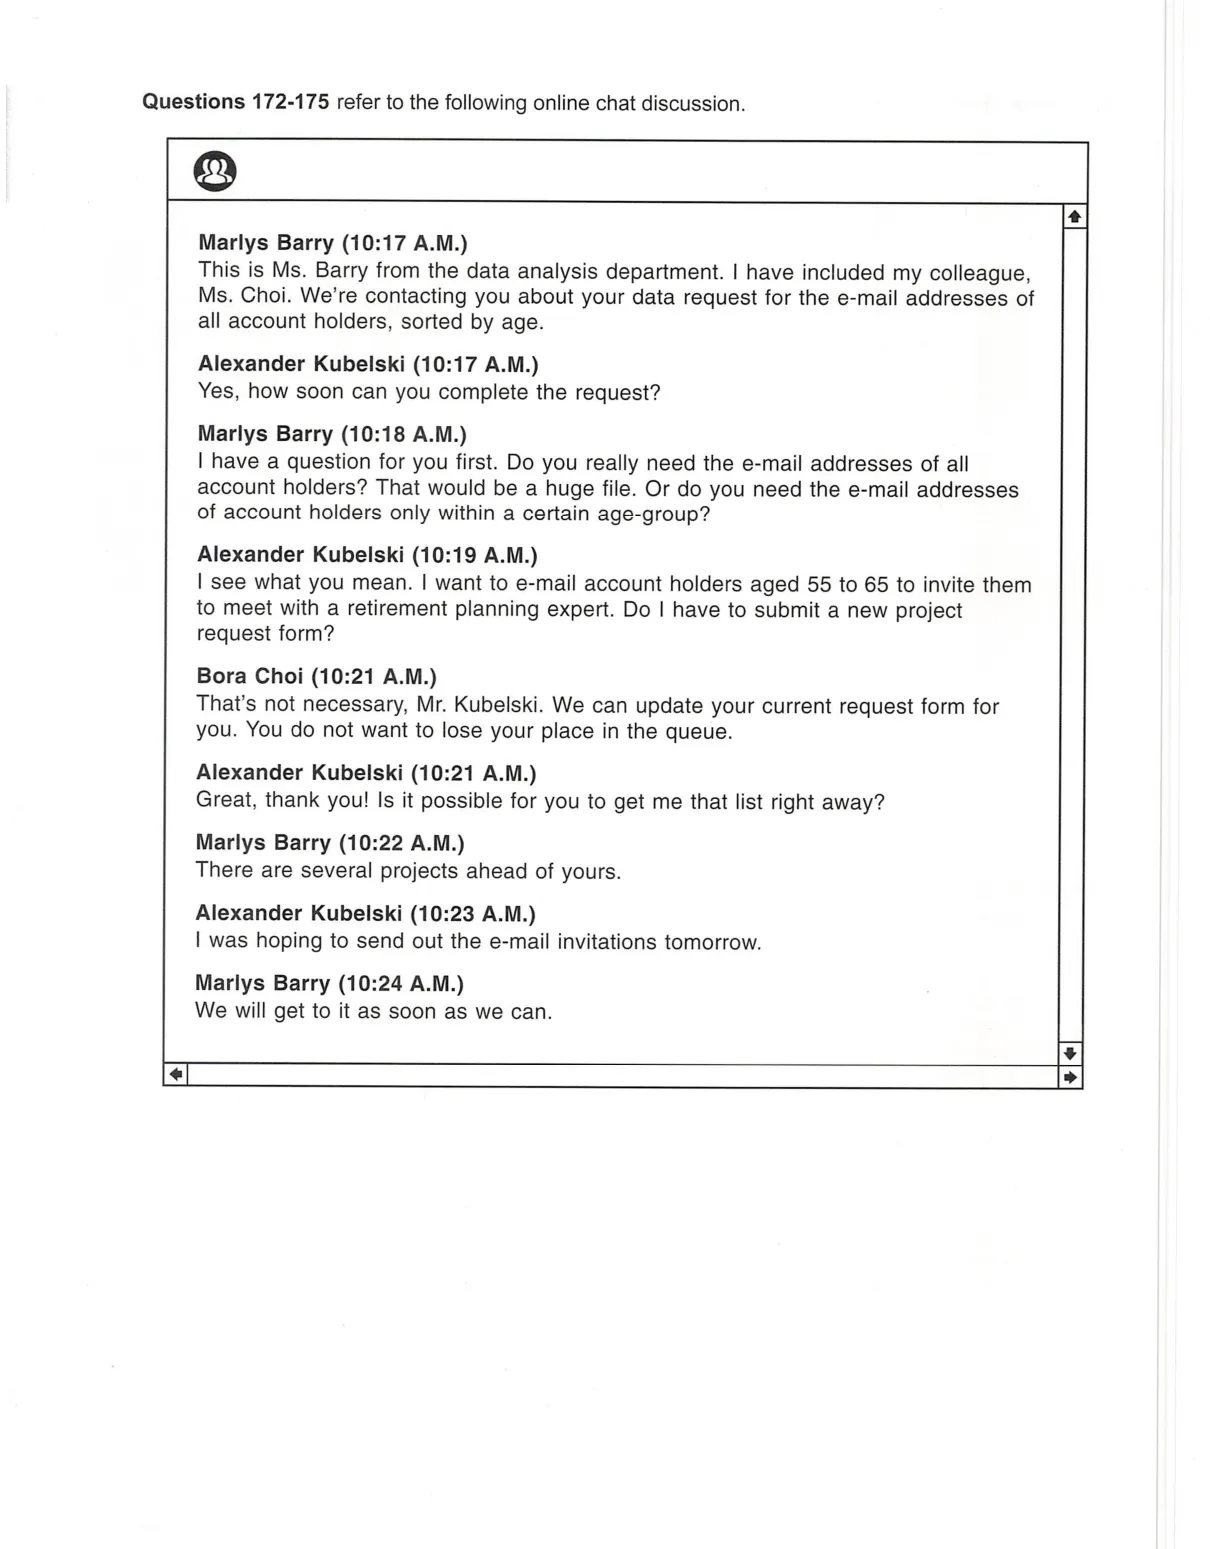 Questions 172-175 refer to the following online chat discussion.
Marlys Barry (10:17 A.M.)
This is Ms. Barry from the data analysis department. I have included my colleague,
Ms. Choi. We're contacting you about your data request for the e-mail addresses of
all account holders, sorted by age.
Alexander Kubelski (10:17 A.M.)
Yes, how soon can you complete the request?
Marlys Barry (10:18 A.M.)
I have a question for you first. Do you really need the e-mail addresses of all
account holders? That would be a huge file. Or do you need the e-mail addresses
of account holders only within a certain age-group?
Alexander Kubelski (10:19 A.M.)
I see what you mean. I want to e-mail account holders aged 55 to 65 to invite them
to meet with a retirement planning expert. Do I have to submit a new project
request form?
Bora Choi (10:21 A.M.)
That's not necessary, Mr. Kubelski. We can update your current request form for
you. You do not want to lose your place in the queue.
Alexander Kubelski (10:21 A.M.)
Great, thank you! Is it possible for you to get me that list right away?
Marlys Barry (10:22 A.M.)
There are several projects ahead of yours.
Alexander Kubelski (10:23 A.M.)
I was hoping to send out the e-mail invitations tomorrow.
Marlys Barry (10:24 A.M.)
We will get to it as soon as we can.